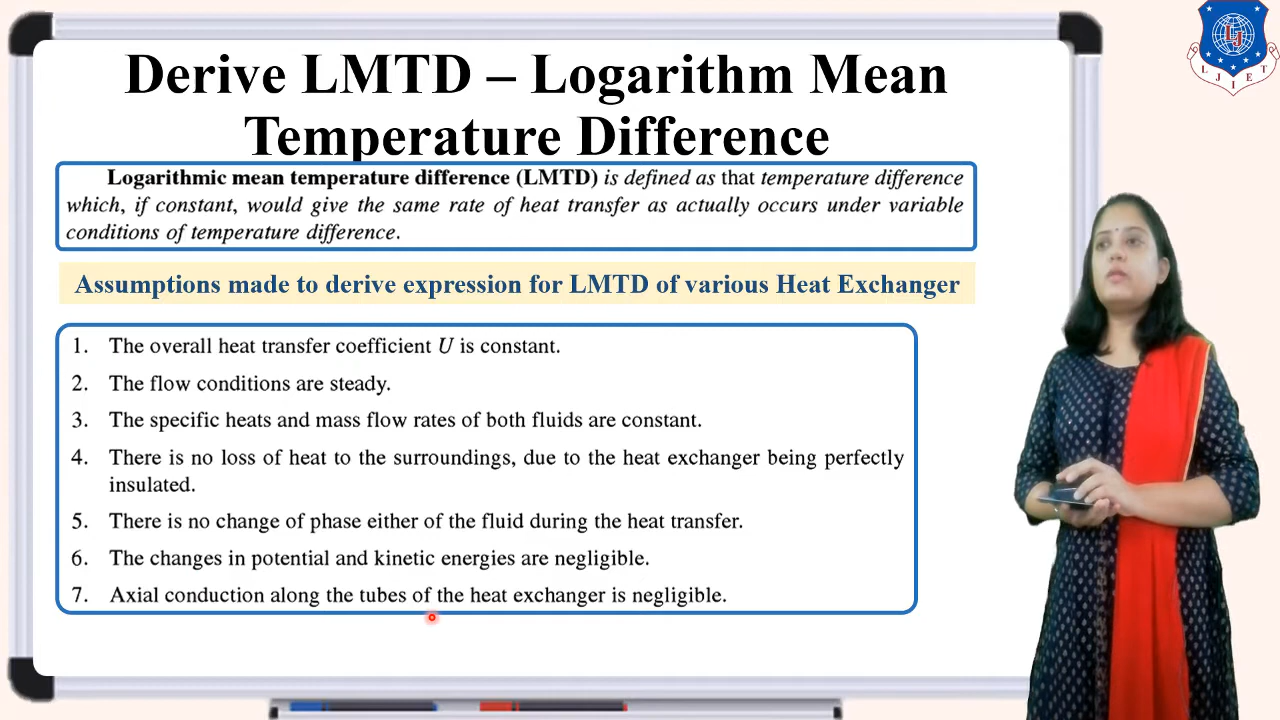 Derive LMTD – Logarithm Mean
Temperature Difference
Logarithmic mean temperature difference (LMTD) is defined as that temperature difference
which, if constant, would give the same rate of heat transfer as actually occurs under variable
conditions of temperature difference.
Assumptions made to derive expression for LMTD of various Heat Exchanger
1. The overall heat transfer coefficient U is constant.
2. The flow conditions are steady.
3. The specific heats and mass flow rates of both fluids are constant.
4. There is no loss of heat to the surroundings, due to the heat exchanger being perfectly
insulated.
5. There is no change of phase either of the fluid during the heat transfer.
6. The changes in potential and kinetic energies are negligible.
7. Axial conduction along the tubes of the heat exchanger is negligible.
LJ
L J I E T